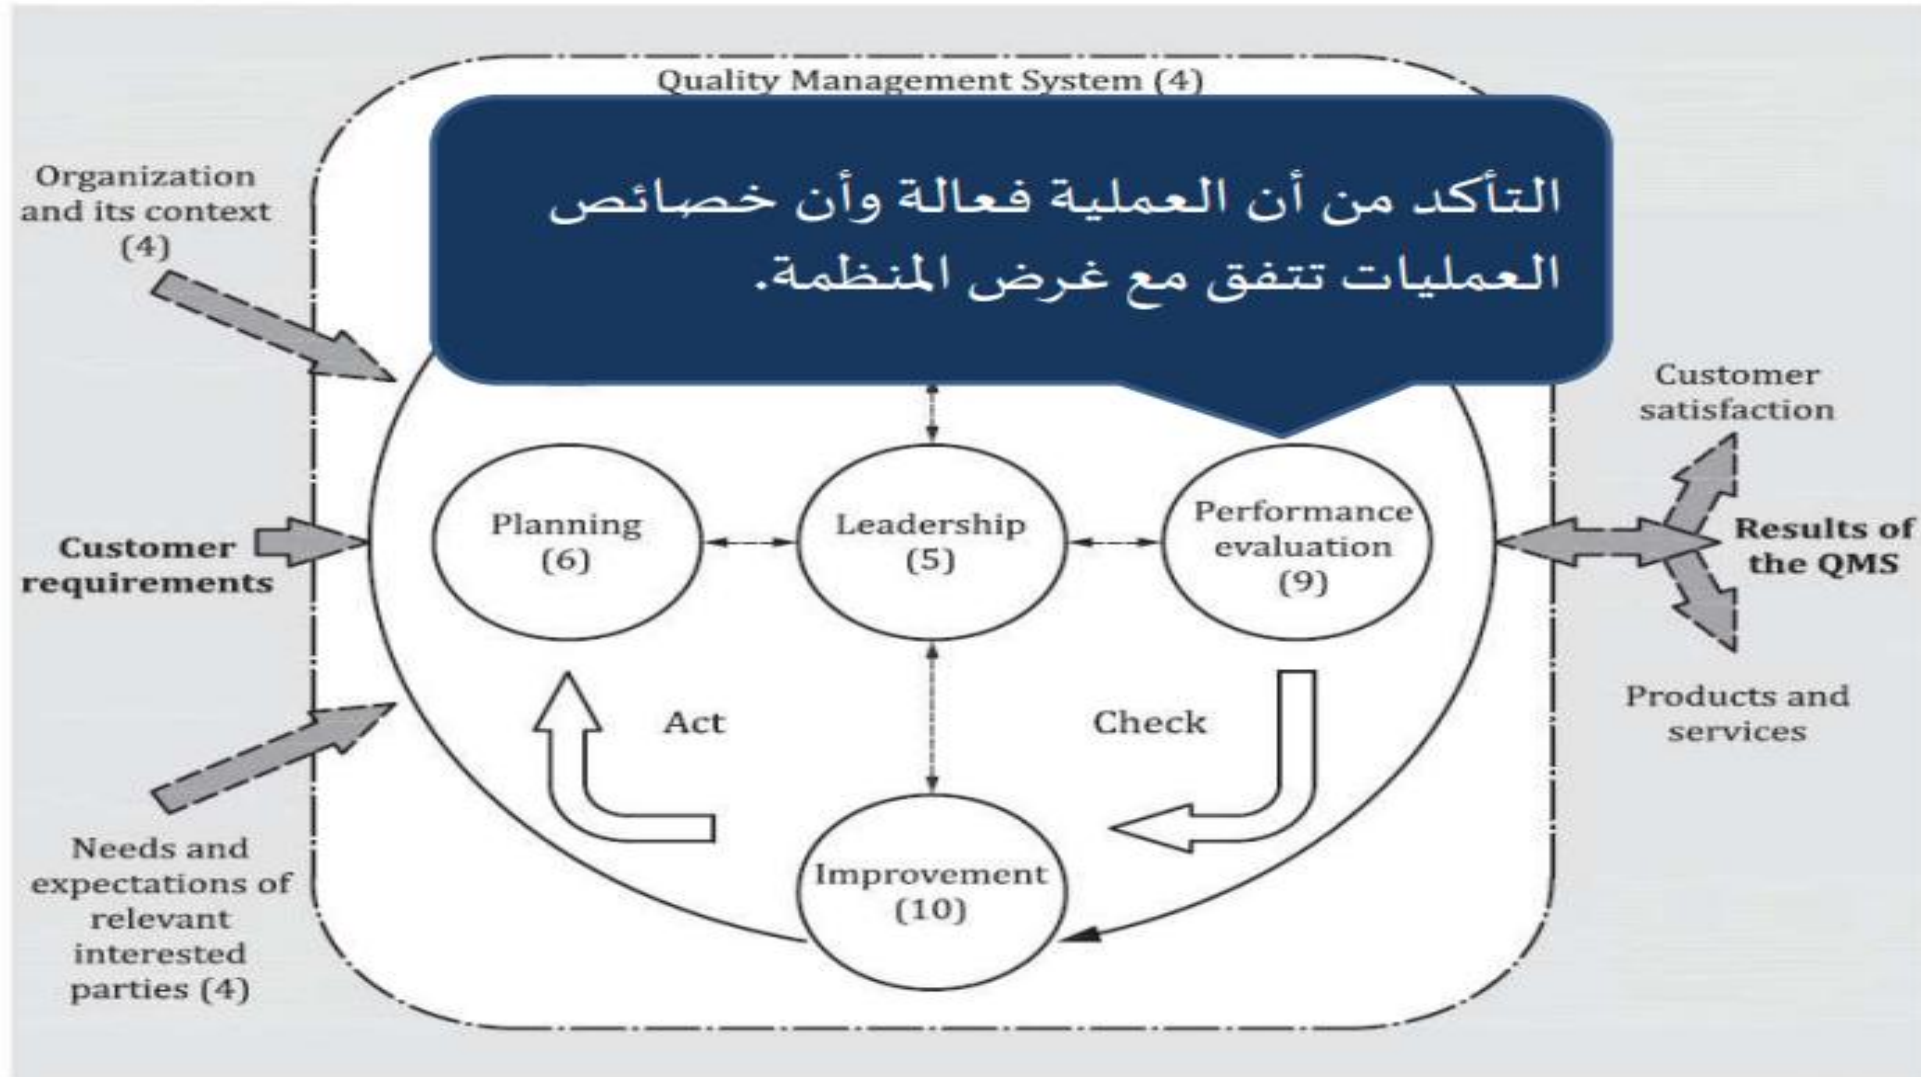 Quality Management System (4)
التأكد من أن العملية فعالة وأن خصائص
العمليات تتفق مع غرض المنظمة.
Organization
and its context
(4)
Customer
requirements
Needs and
expectations of
relevant
interested
parties (4)
Planning
(6)
Leadership
(5)
Performance
evaluation
(9)
Act
Check
Improvement
(10)
Customer
satisfaction
Results of
the QMS
Products and
services